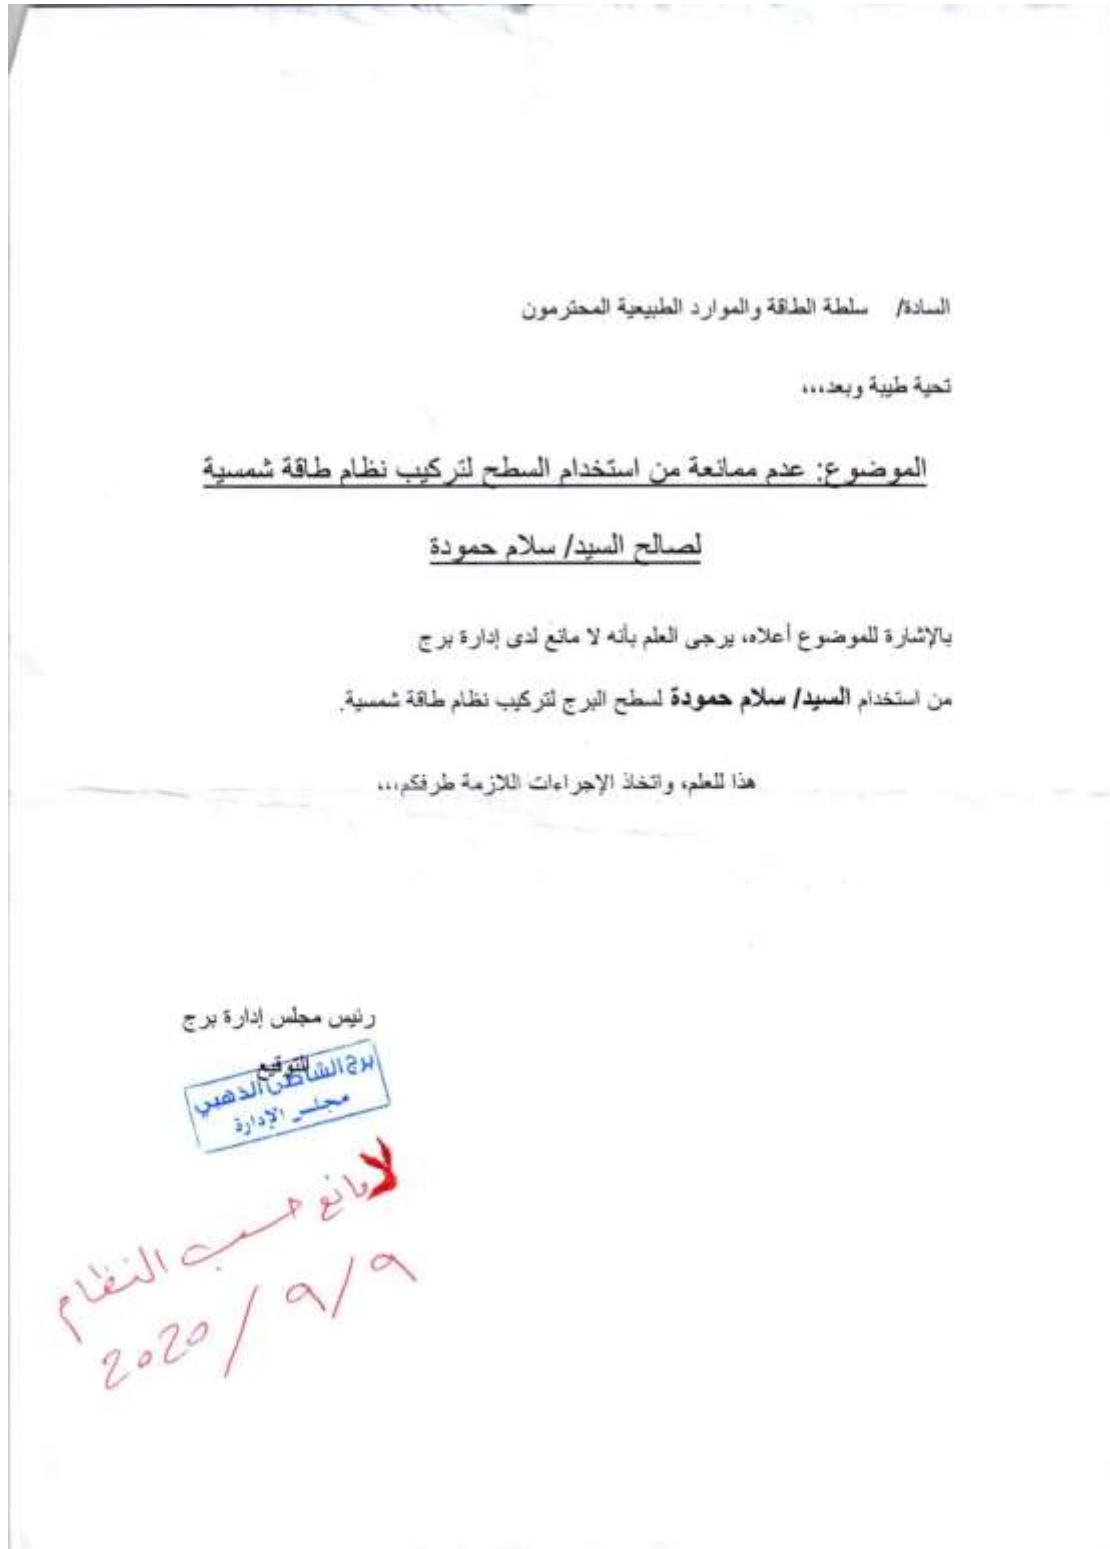 السادة/ سلطة الطاقة والموارد الطبيعية المحترمون
تحية طيبة وبعد،،،
الموضوع: عدم ممانعة من استخدام السطح لتركيب نظام طاقة شمسية
لصالح السيد/ سلام حمودة
بالإشارة للموضوع أعلاه، يرجى العلم بأنه لا مانع لدى إدارة برج
من استخدام السيد/ سلام حمودة لسطح البرج لتركيب نظام طاقة شمسية.
هذا للعلم، واتخاذ الإجراءات اللازمة طرفكم،،،
رئيس مجلس إدارة برج
التوقيع
برج الشاطئ الذهبي
مجلس الإدارة
لا مانع حسب النظام
2020/9/9